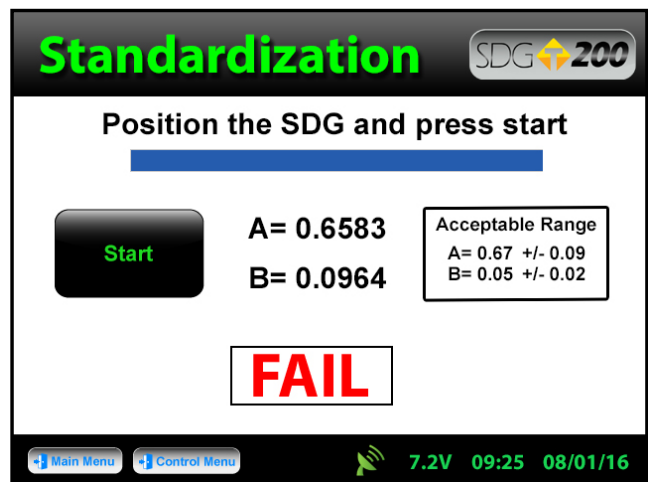 Standardization
SDG 200
Position the SDG and press start
Start
A= 0.6583
B= 0.0964
Acceptable Range
A= 0.67 +/- 0.09
B= 0.05 +/- 0.02
FAIL
Main Menu
Control Menu
7.2V 09:25 08/01/16